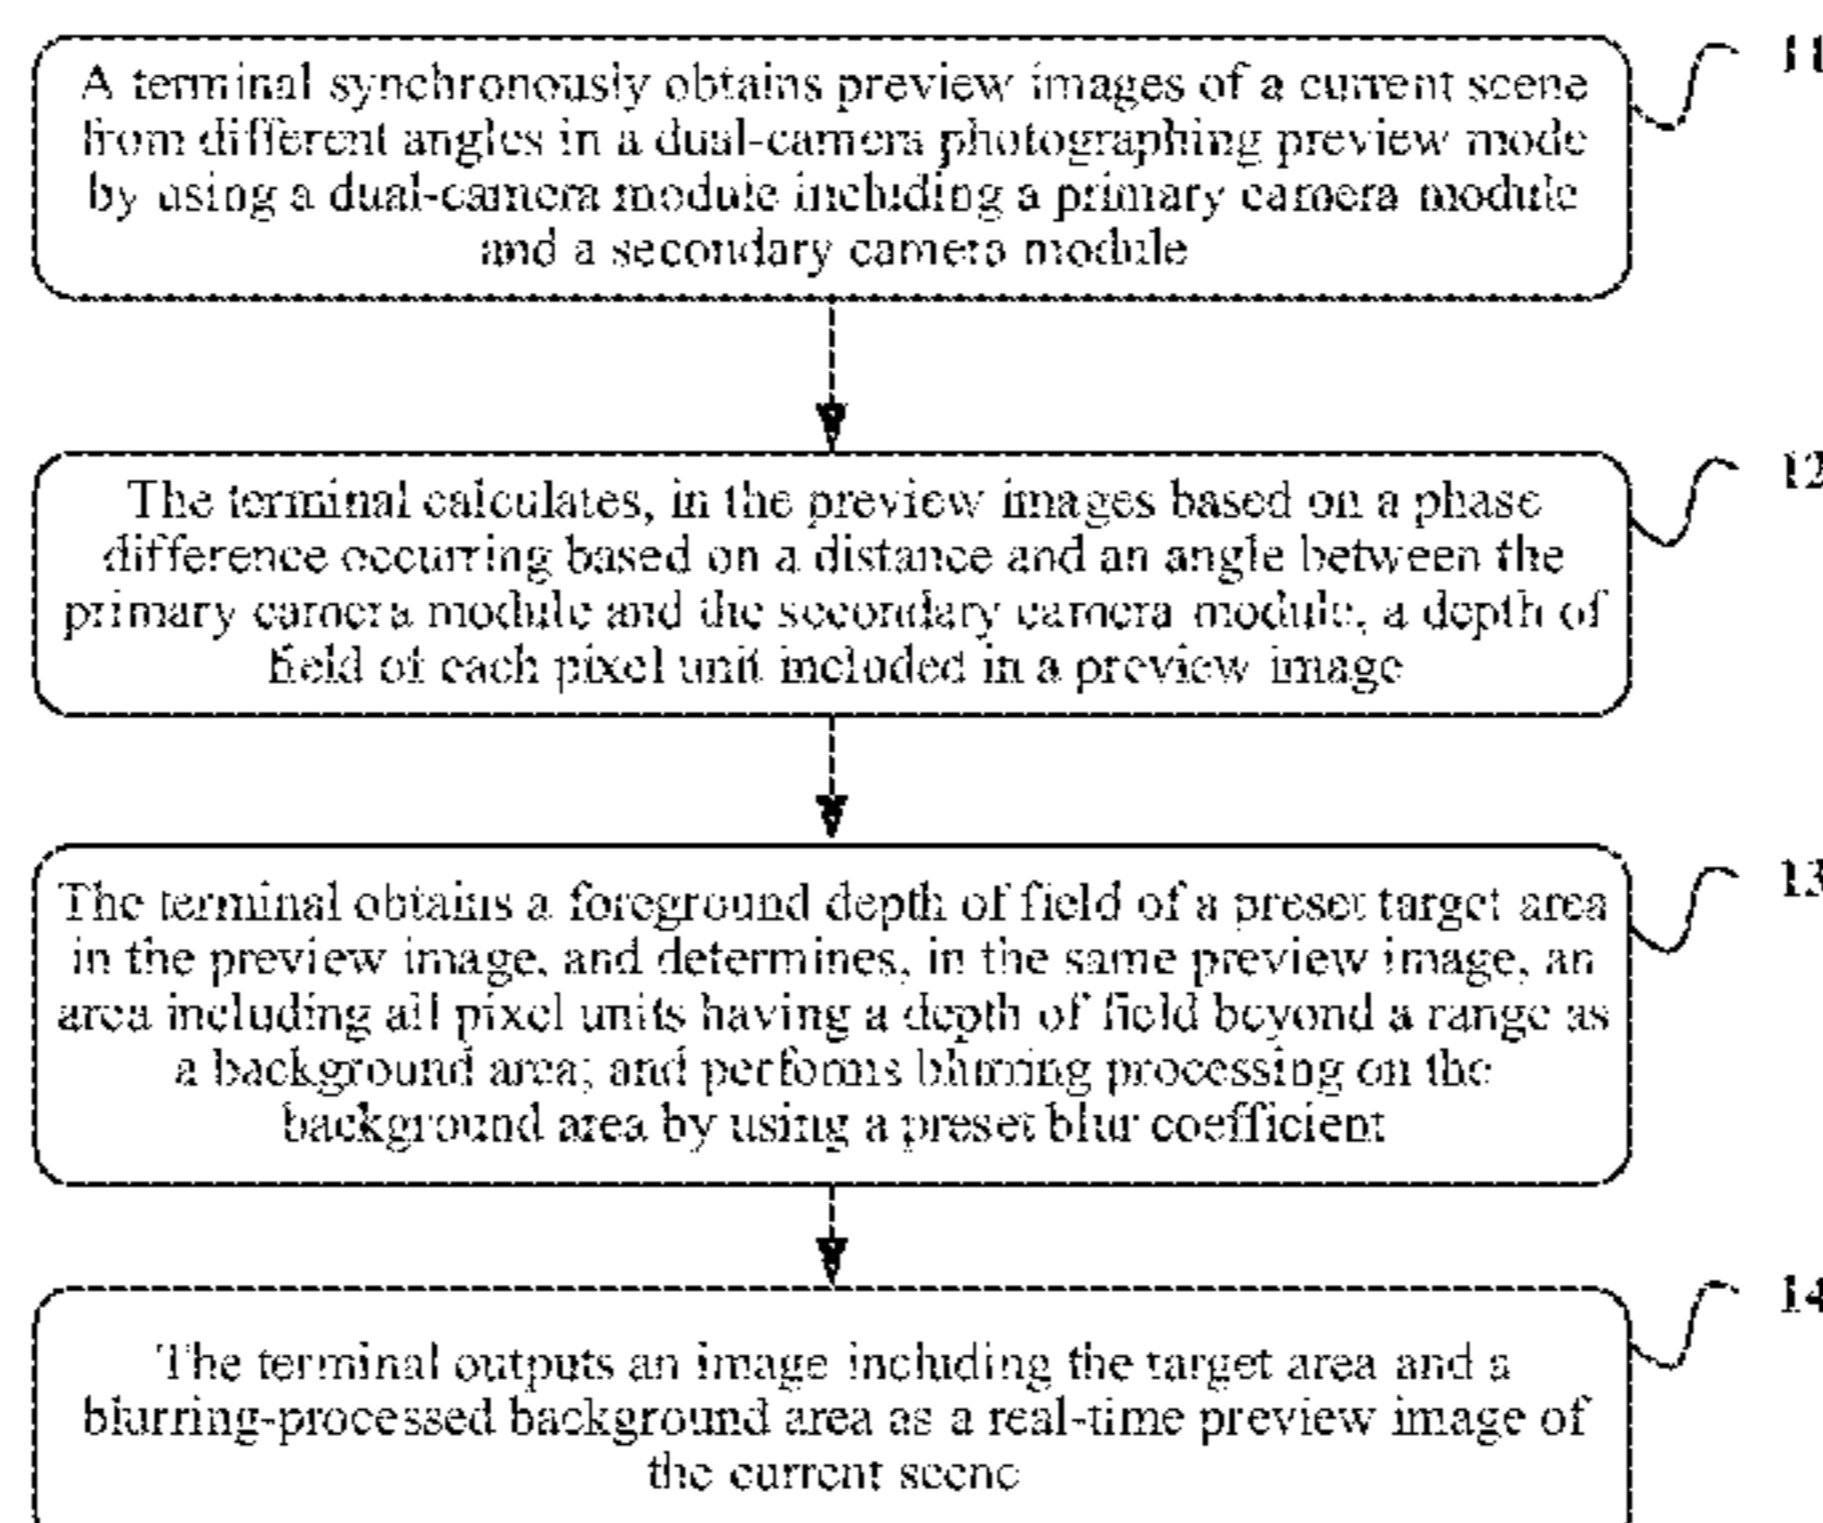 A terminal synchronously obtains preview images of a current scene
from different angles in a dual-camera photographing preview mode
by using a dual-camera module including a primary camera module
and a secondary camera module
11
The terminal calculates, in the preview images based on a phase
difference occurring based on a distance and an angle between the
primary camera module and the secondary camera module, a depth of
field of each pixel unit included in a preview image
12
The terminal obtains a foreground depth of field of a preset target area
in the preview image, and determines, in the same preview image, an
area including all pixel units having a depth of field beyond a range as
a background area; and performs blurring processing on the
background area by using a preset blur coefficient
13
The terminal outputs an image including the target area and a
blurring-processed background area as a real-time preview image of
the current scene
14